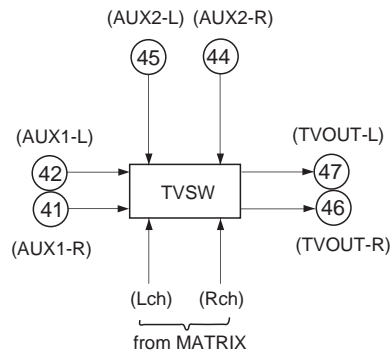 (AUX2-L) (AUX2-R)
45 44
(AUX1-L) (TVOUT-L)
42 TVSW 47
41 46
(AUX1-R) (TVOUT-R)
(Lch) (Rch)
from MATRIX